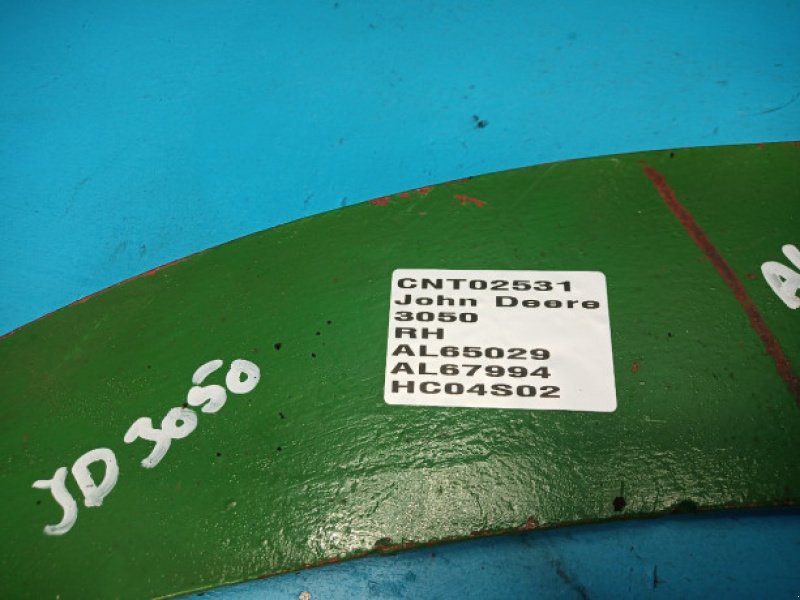 CNT02531
John Deere
3050
RH
AL65029
AL67994
HC04S02
JD 3050